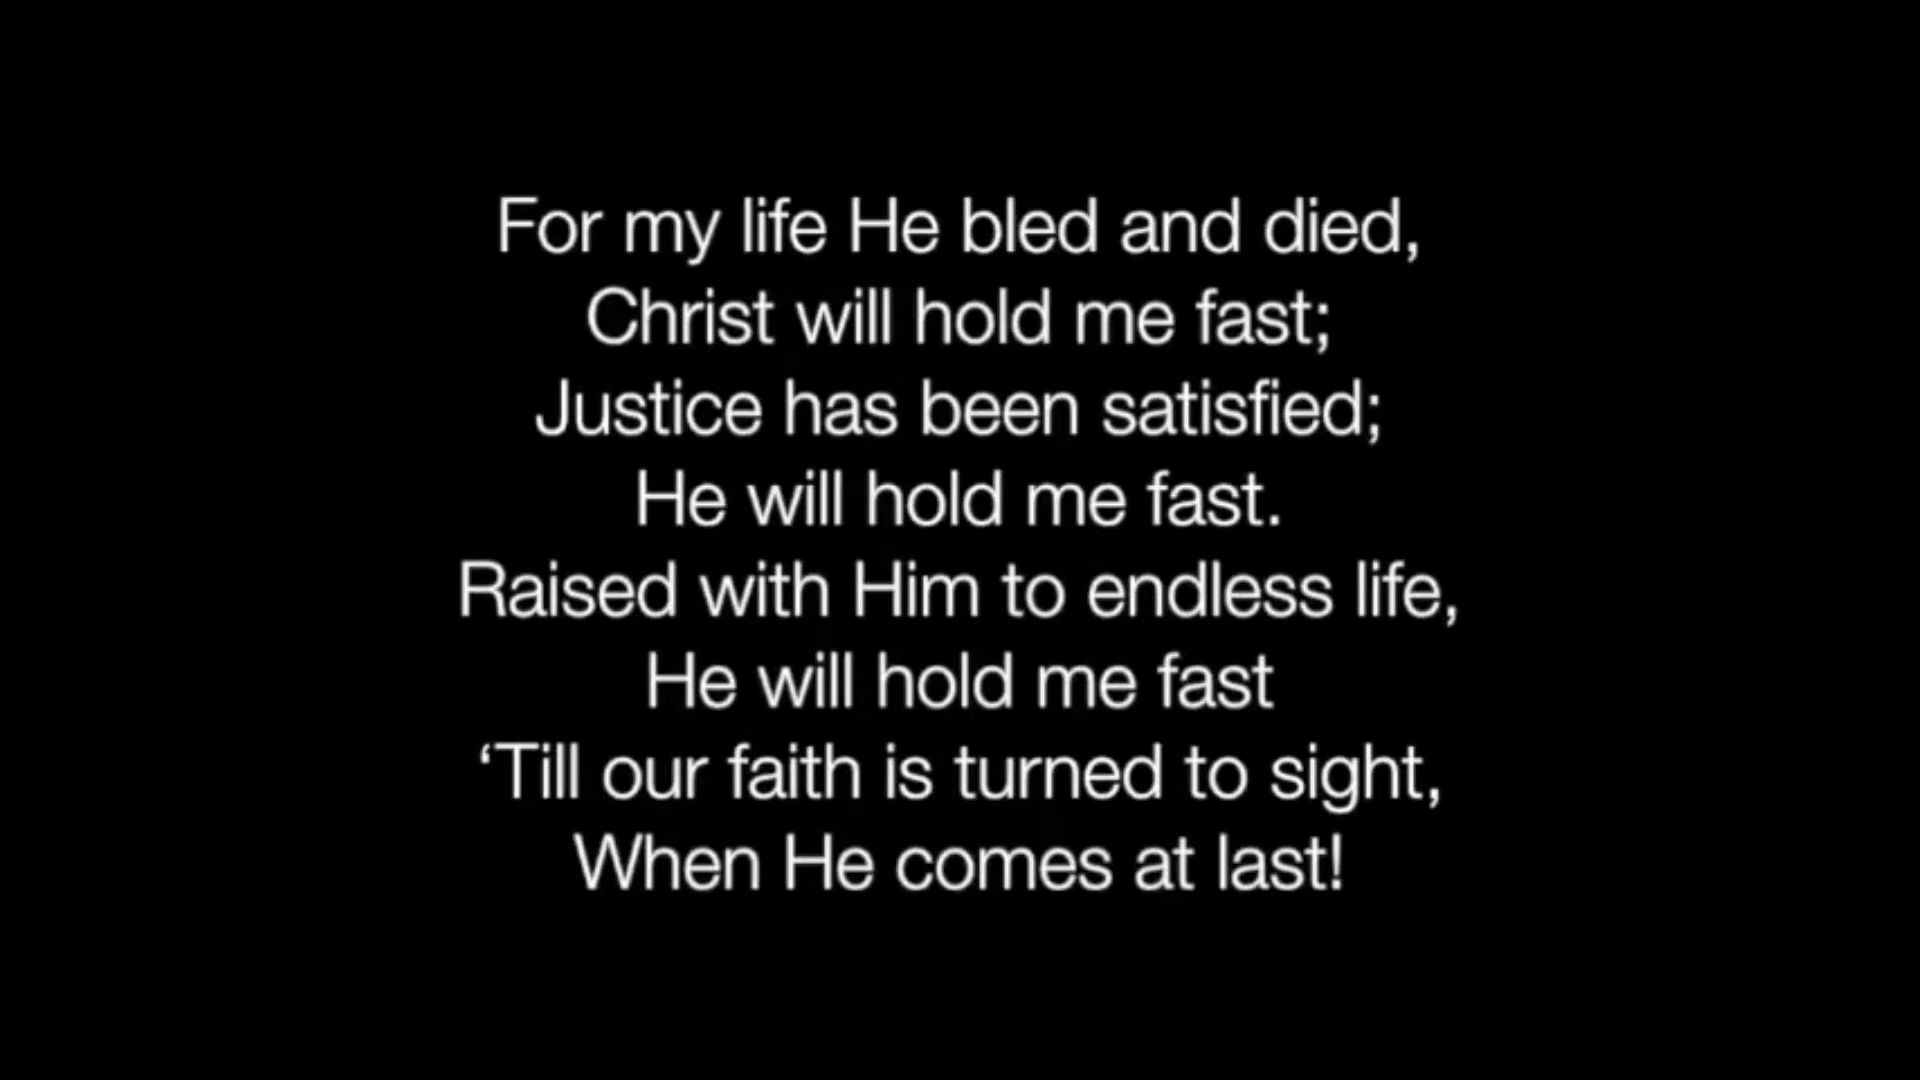 For my life He bled and died,
Christ will hold me fast;
Justice has been satisfied;
He will hold me fast.
Raised with Him to endless life,
He will hold me fast
‘Till our faith is turned to sight,
When He comes at last!